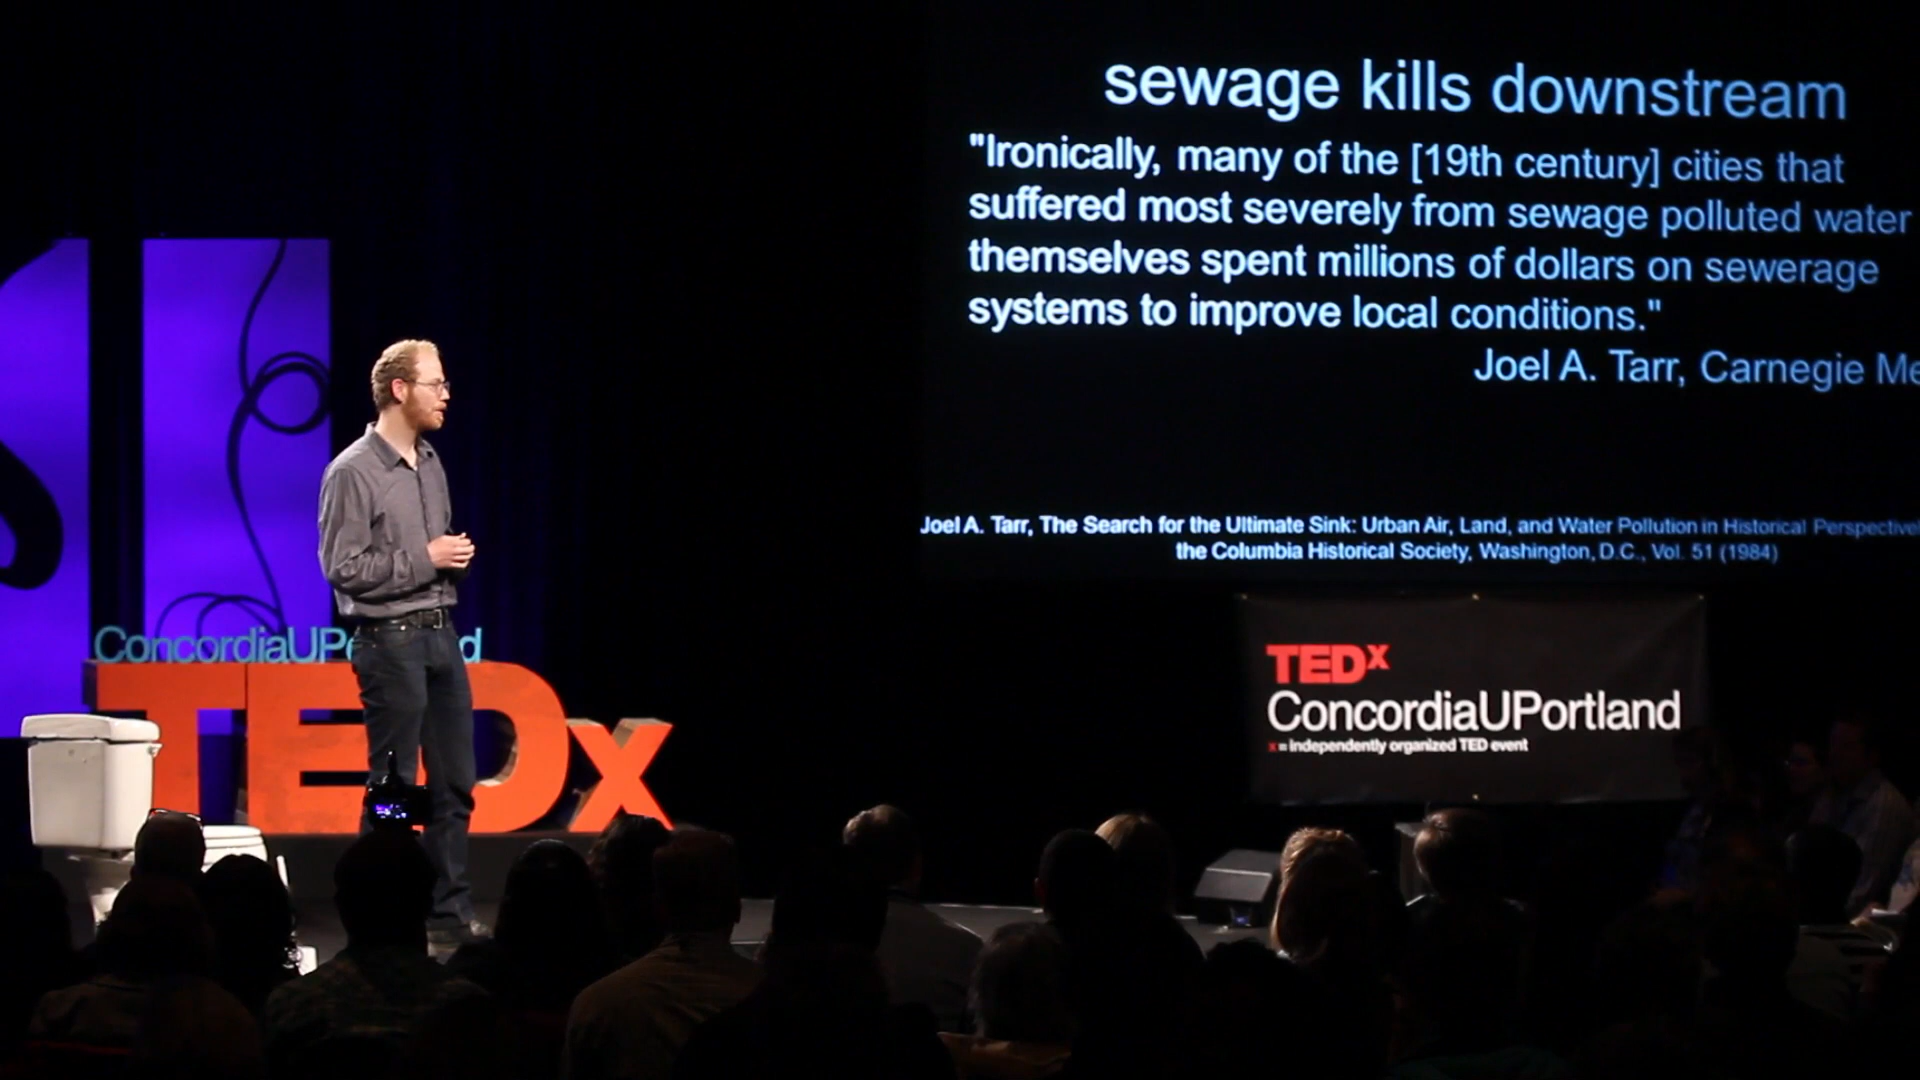 sewage kills downstream
"Ironically, many of the [19th century] cities that
suffered most severely from sewage polluted water
themselves spent millions of dollars on sewerage
systems to improve local conditions."
Joel A. Tarr, Carnegie
Joel A. Tarr, The Search for the Ultimate Sink: Urban Air, Land, and Water Pollution in Historical Perspective
the Columbia Historical Society, Washington, D.C., Vol. 51 (1984)
ConcordiaUPortland
TEDx
TEDx
ConcordiaUPortland
x = independently organized TED event